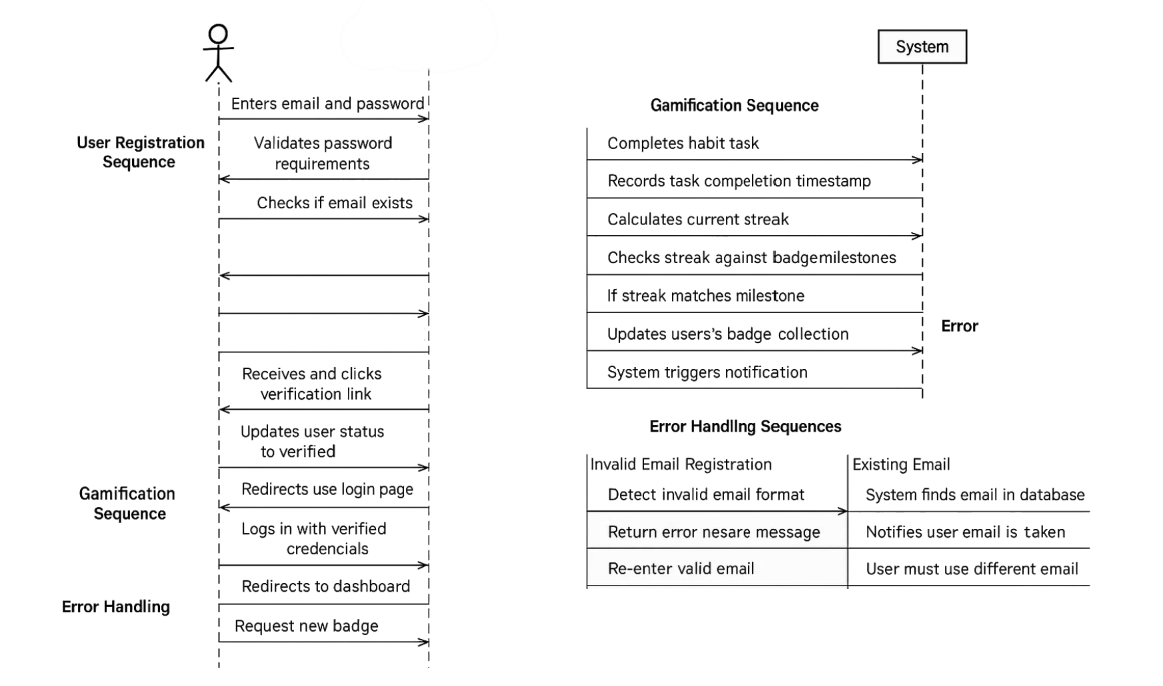 Enters email and password
User Registration
Sequence
Validates password
requirements
Checks if email exists
Receives and clicks
verification link
Updates user status
to verified
Gamification
Sequence
Redirects use login page
Logs in with verified
credencials
Redirects to dashboard
Error Handling
Request new badge
System
Gamification Sequence
Completes habit task
Records task compeletion timestamp
Calculates current streak
Checks streak against badgemilestones
If streak matches milestone
Error
Updates users's badge collection
System triggers notification
Error Handling Sequences
Invalid Email Registration
Detect invalid email format
Return error nesare message
Re-enter valid email
Existing Email
System finds email in database
Notifies user email is taken
User must use different email